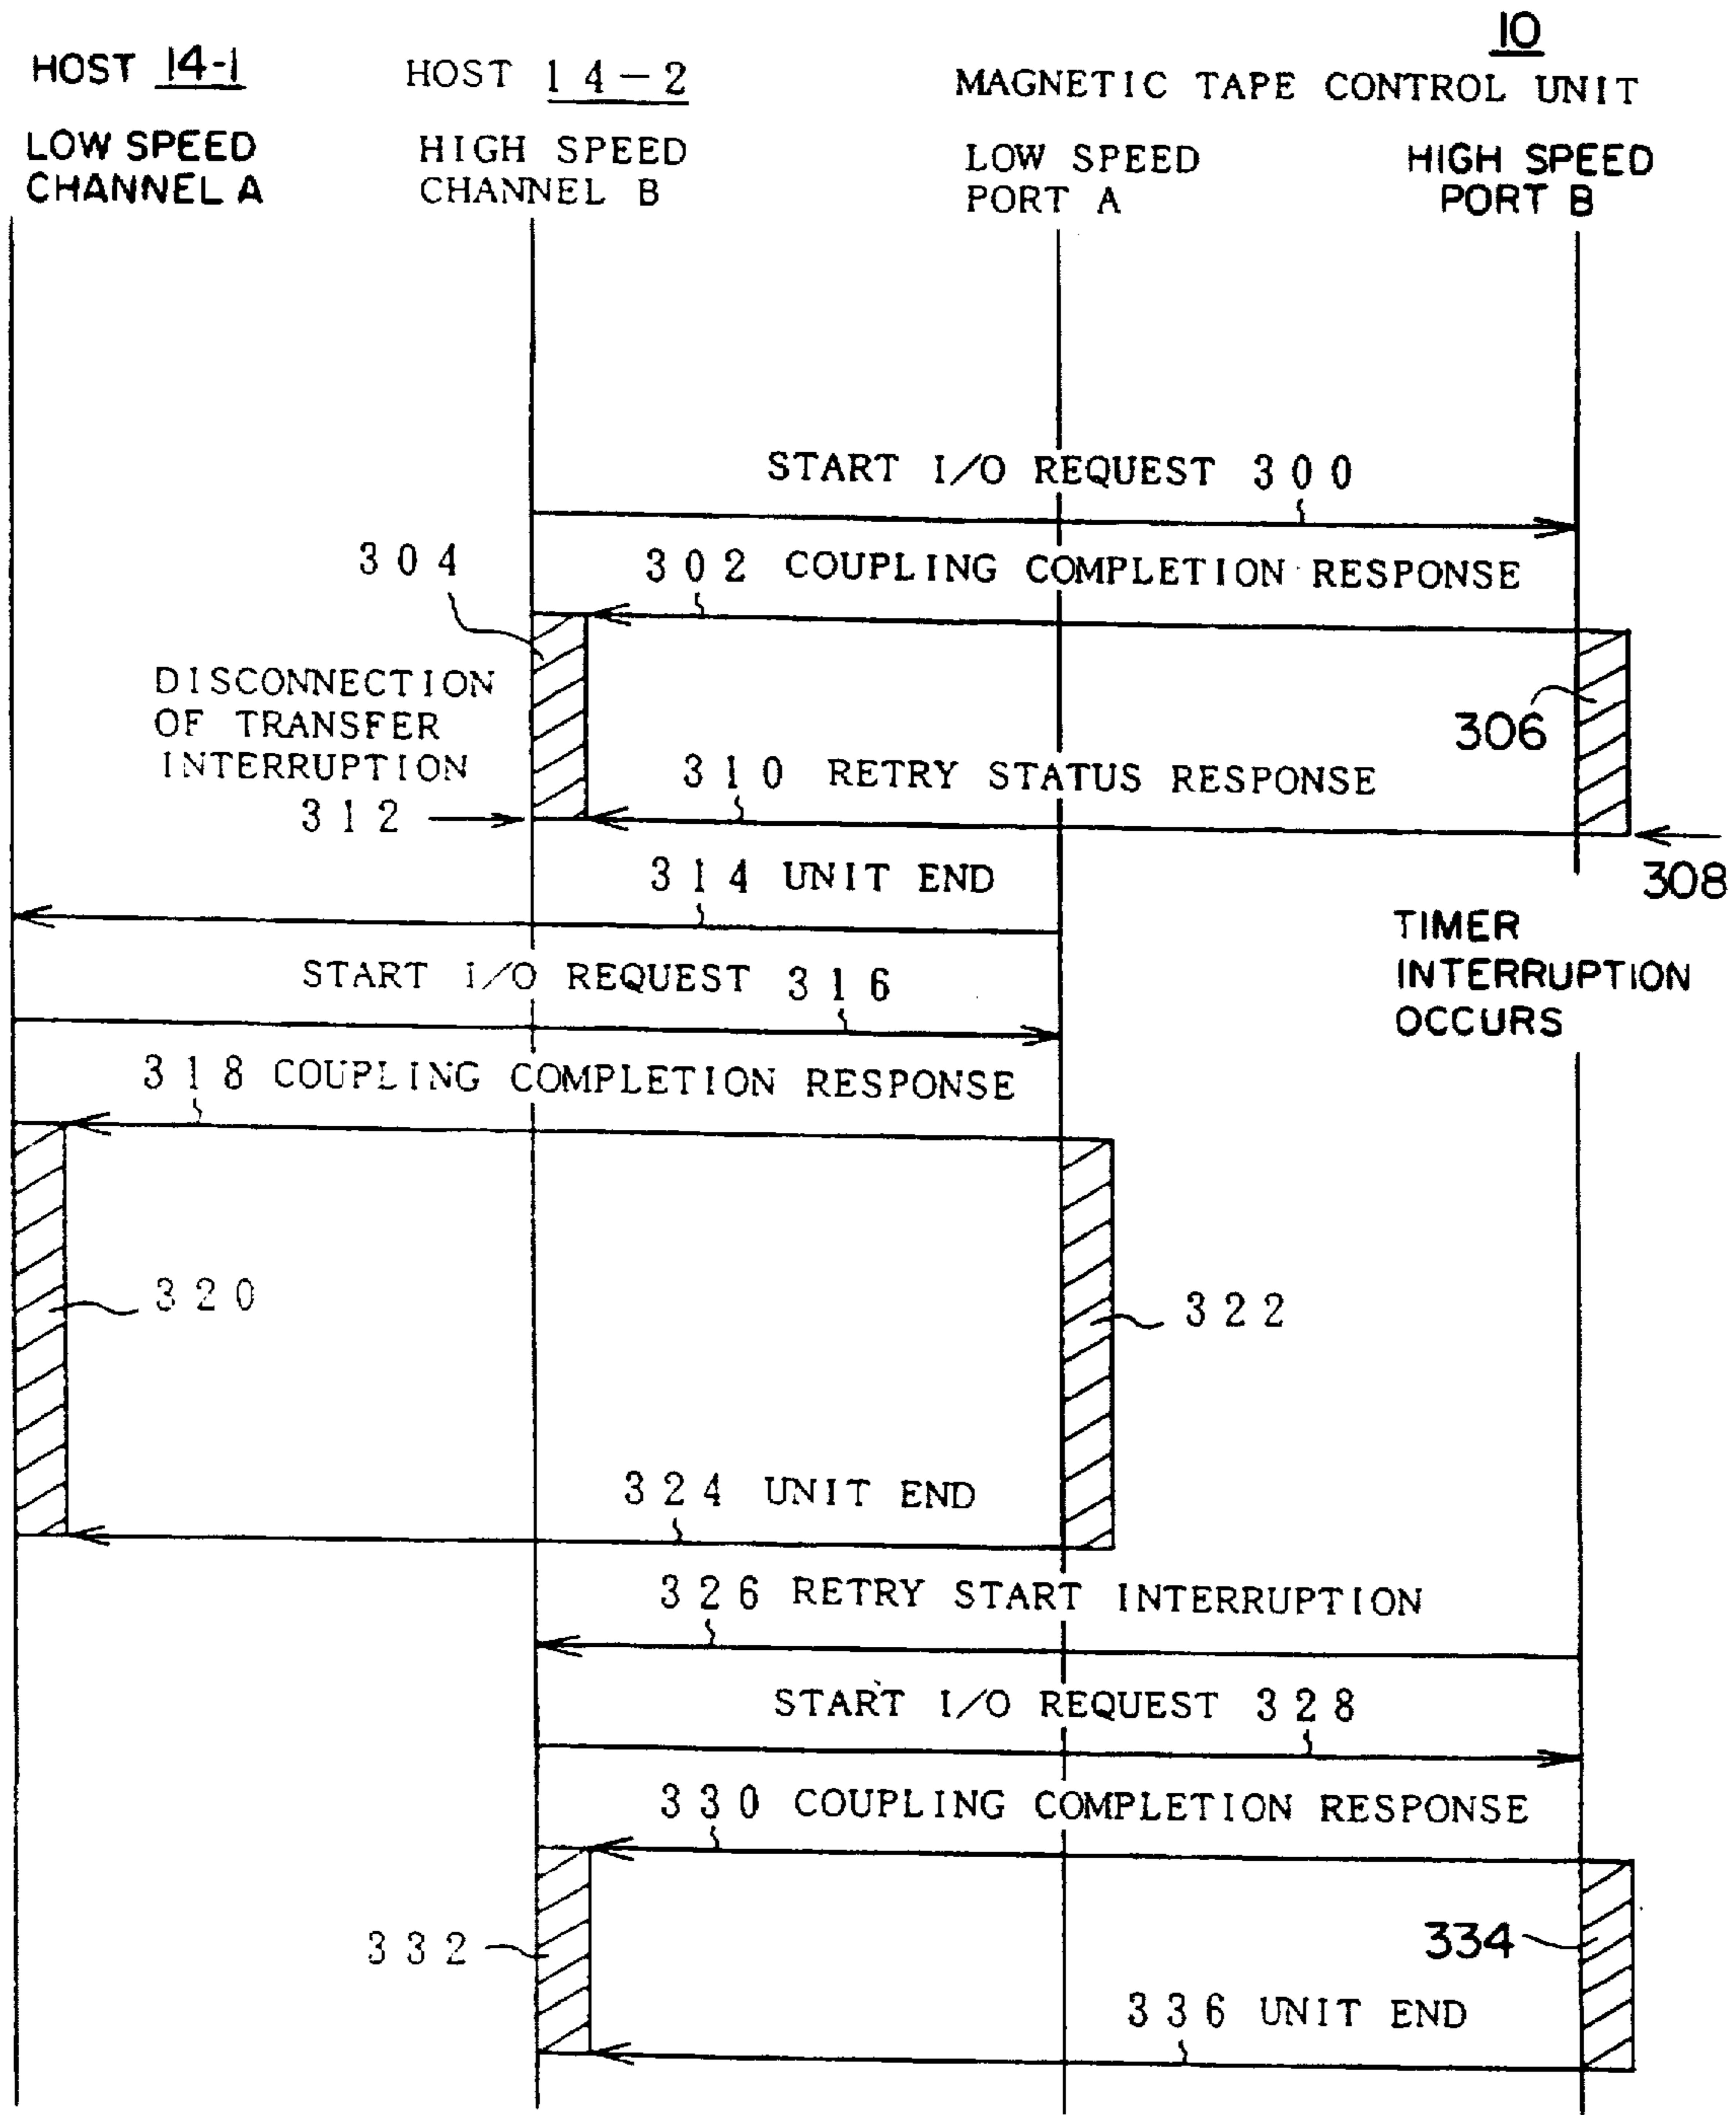 10
HOST 14-1
HOST 14-2
MAGNETIC TAPE CONTROL UNIT
LOW SPEED
CHANNEL A
HIGH SPEED
CHANNEL B
LOW SPEED
PORT A
HIGH SPEED
PORT B
START I/O REQUEST 300
304
302 COUPLING COMPLETION RESPONSE
DISCONNECTION
OF TRANSFER
INTERRUPTION
312
306
310 RETRY STATUS RESPONSE
308
314 UNIT END
TIMER
INTERRUPTION
OCCURS
START I/O REQUEST 316
318 COUPLING COMPLETION RESPONSE
320
322
324 UNIT END
326 RETRY START INTERRUPTION
START I/O REQUEST 328
330 COUPLING COMPLETION RESPONSE
332
334
336 UNIT END